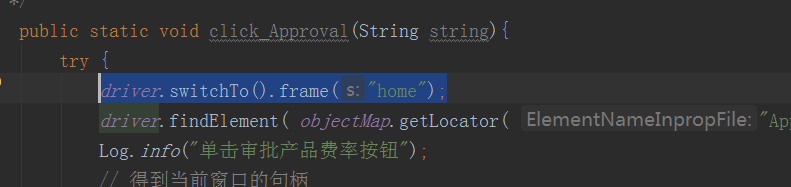 */
public static void click_Approval(String string){
try {
driver.switchTo().frame( s: "home");
driver.findElement( objectMap.getLocator( ElementNameInpropFile: "Ap
Log.info("单击审批产品费率按钮");
// 得到当前窗口的句柄